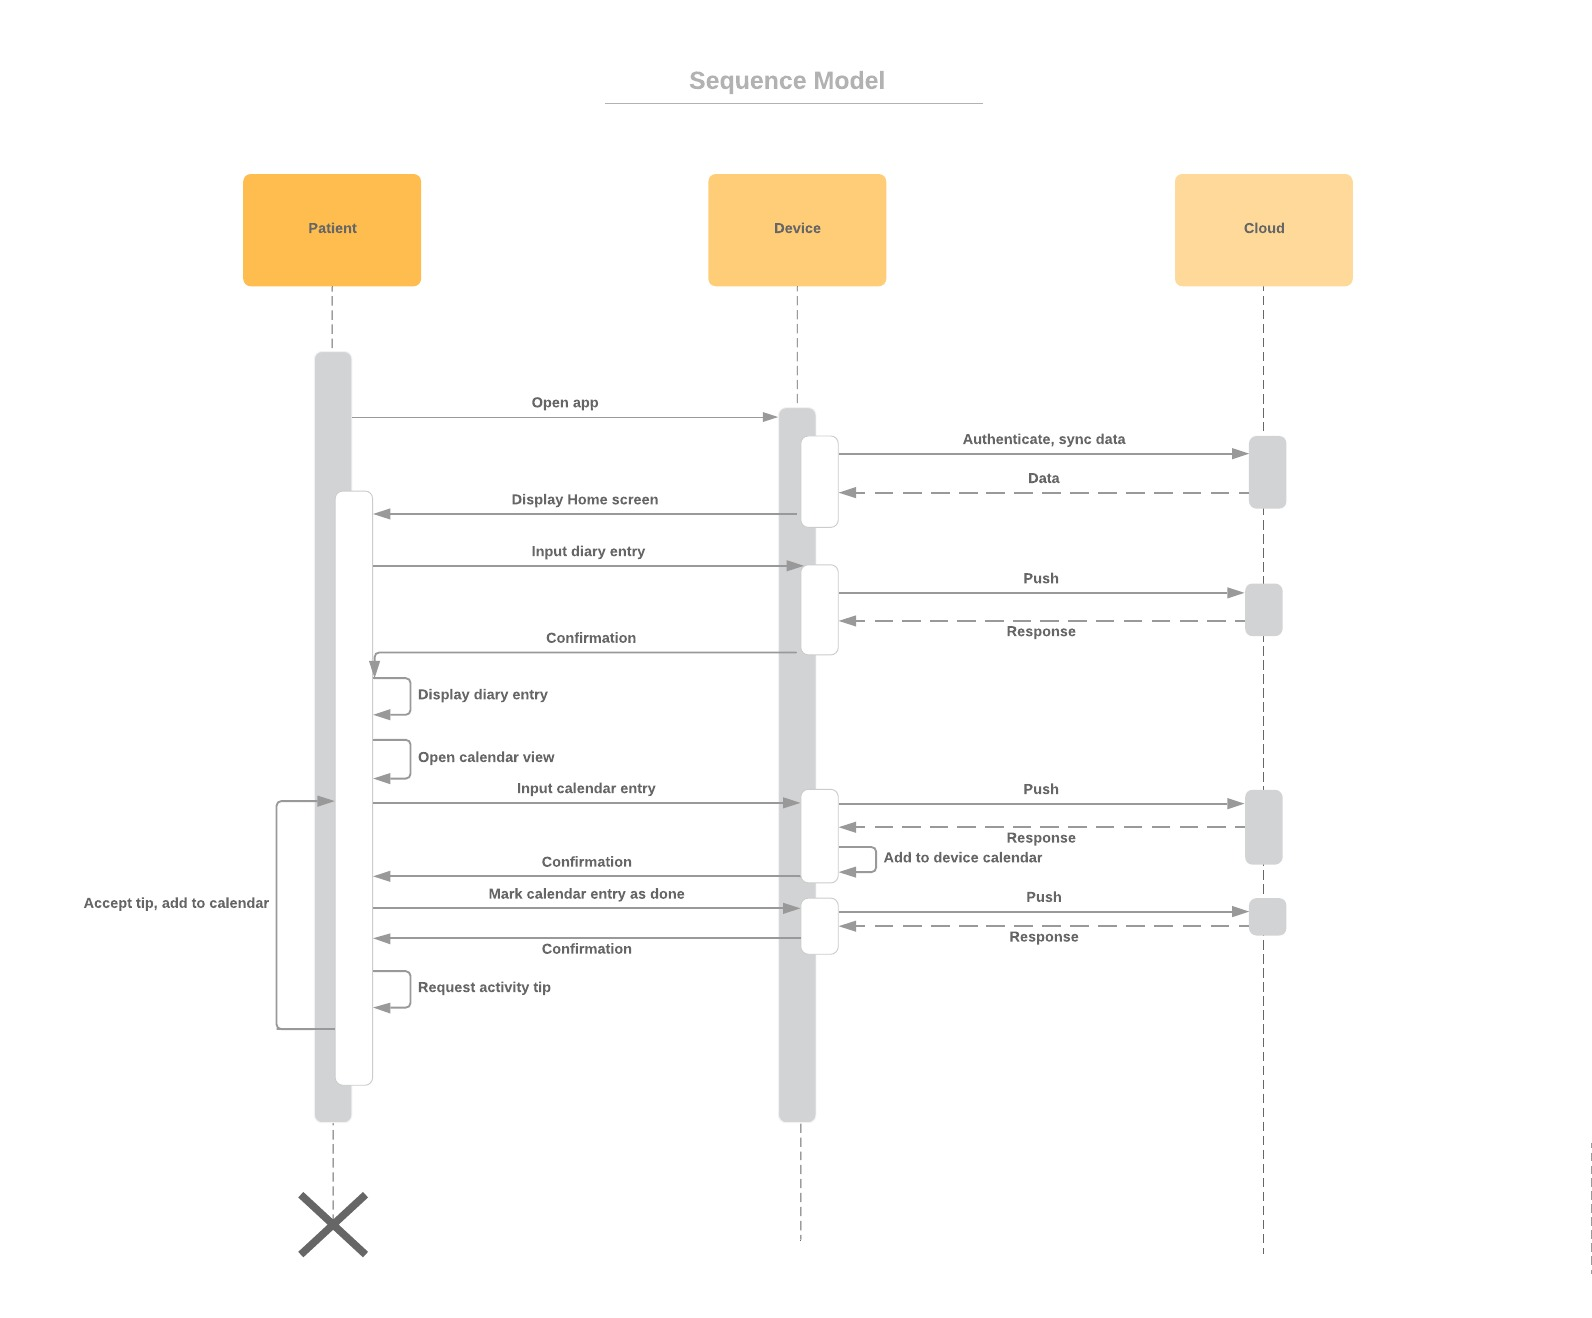 Sequence Model
Patient
Device
Cloud
Open app
Authenticate, sync data
Data
Display Home screen
Input diary entry
Push
Response
Confirmation
Display diary entry
Open calendar view
Input calendar entry
Push
Response
Add to device calendar
Confirmation
Mark calendar entry as done
Push
Accept tip, add to calendar
Response
Confirmation
Request activity tip